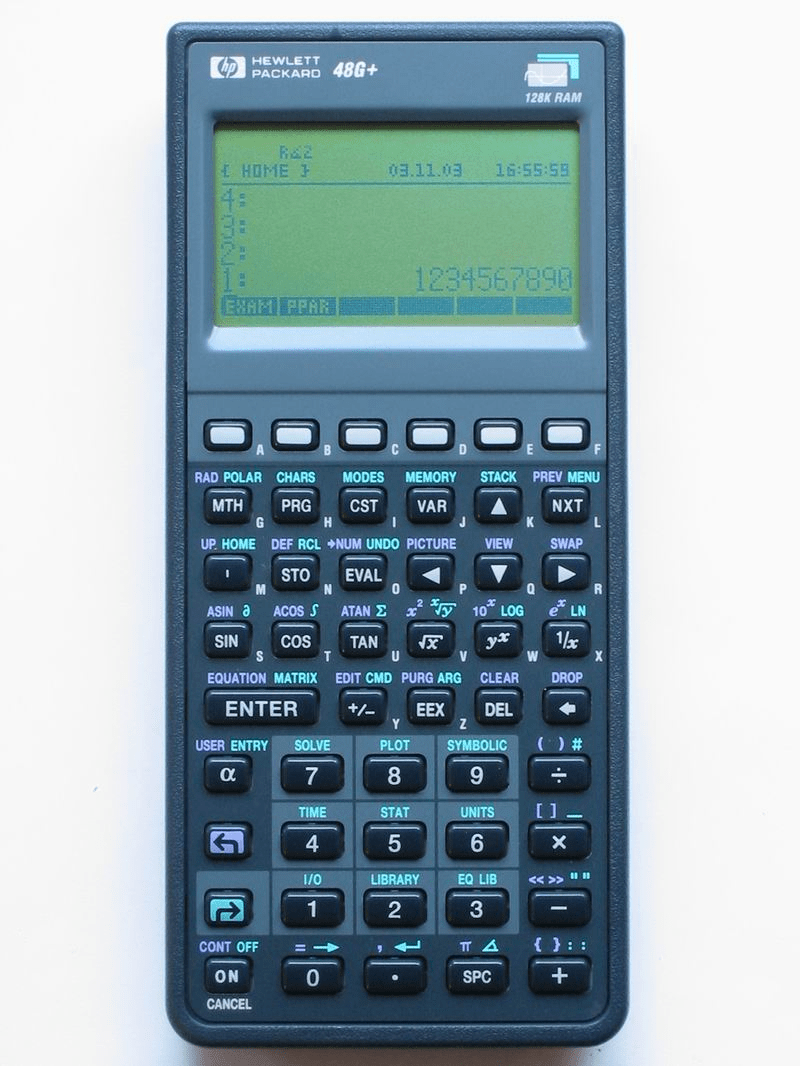 hp HEWLETT PACKARD 48G+
128K RAM
R∡Z
{ HOME } 03.11.03 16:55:59
4:
3:
2:
1: 1234567890
EXAM PPAR
A B C D E F
RAD POLAR CHARS MODES MEMORY STACK PREV MENU
MTH G PRG H CST I VAR J ▲ K NXT L
UP HOME DEF RCL →NUM UNDO PICTURE VIEW SWAP
' M STO N EVAL O ◀ P ▼ Q ▶ R
ASIN ∂ ACOS ∫ ATAN Σ x² ˣ√y 10ˣ LOG eˣ LN
SIN S COS T TAN U √x V yˣ W 1/x X
EQUATION MATRIX EDIT CMD PURG ARG CLEAR DROP
ENTER +/− Y EEX Z DEL ←
USER ENTRY SOLVE PLOT SYMBOLIC ( ) #
α 7 8 9 ÷
TIME STAT UNITS [ ] _
↰ 4 5 6 ×
I/O LIBRARY EQ LIB << >> " "
↱ 1 2 3 −
CONT OFF = → , ↵ π ∡ { } : :
ON 0 . SPC +
CANCEL